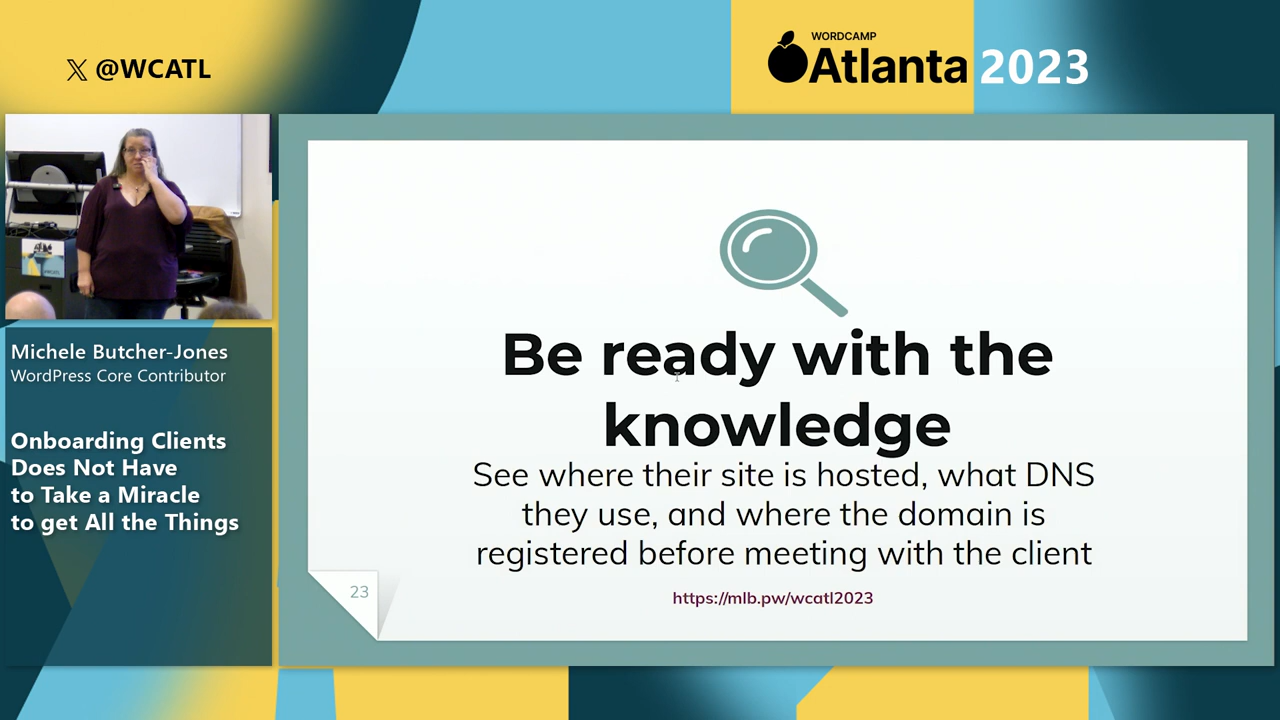 𝕏 @WCATL
WORDCAMP
Atlanta 2023
Michele Butcher-Jones
WordPress Core Contributor
Onboarding Clients
Does Not Have
to Take a Miracle
to get All the Things
Be ready with the
knowledge
See where their site is hosted, what DNS
they use, and where the domain is
registered before meeting with the client
23
https://mlb.pw/wcatl2023